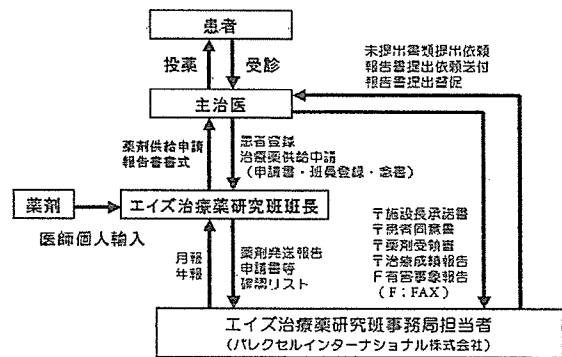 患者
投薬
受診
未提出書類提出依頼
報告書提出依頼送付
報告書提出督促
主治医
薬剤供給申請
報告書書式
患者登録
治療薬供給申請
(申請書・班員登録・念書)
薬剤
エイズ治療薬研究班班長
医師個人輸入
月報
年報
薬剤発送報告
申請書等
確認リスト
〒施設長承諾書
〒患者同意書
〒薬剤受領書
〒治療成績報告
F有害事象報告
(F:FAX)
エイズ治療薬研究班事務局担当者
(パレクセルインターナショナル株式会社)